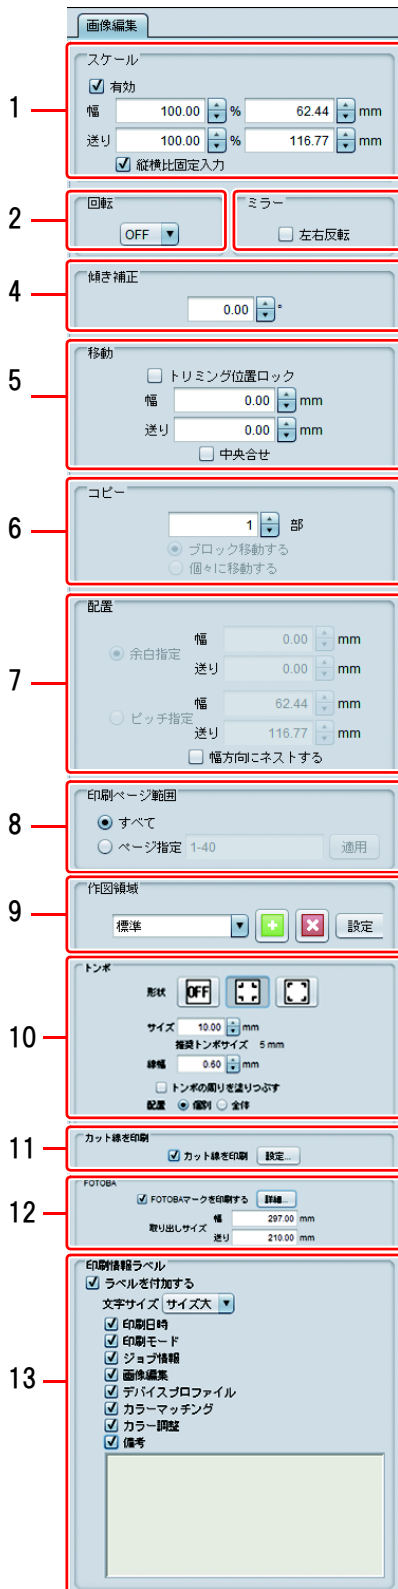 画像編集
1
スケール
有効
幅 100.00 % 62.44 mm
送り 100.00 % 116.77 mm
縦横比固定入力
2
回転
OFF
ミラー
左右反転
4
傾き補正
0.00 °
5
移動
トリミング位置ロック
幅 0.00 mm
送り 0.00 mm
中央合せ
6
コピー
1 部
ブロック移動する
個々に移動する
7
配置
余白指定
幅 0.00 mm
送り 0.00 mm
ピッチ指定
幅 62.44 mm
送り 116.77 mm
幅方向にネストする
8
印刷ページ範囲
すべて
ページ指定 1-40 適用
9
作図領域
標準 設定
10
トンボ
形状 OFF
サイズ 10.00 mm
推奨トンボサイズ 5 mm
線幅 0.60 mm
トンボの周りを塗りつぶす
配置 個別 全体
11
カット線を印刷
カット線を印刷 設定...
12
FOTOBA
FOTOBAマークを印刷する 詳細...
取り出しサイズ
幅 297.00 mm
送り 210.00 mm
13
印刷情報ラベル
ラベルを付加する
文字サイズ サイズ大
印刷日時
印刷モード
ジョブ情報
画像編集
デバイスプロファイル
カラーマッチング
カラー調整
備考